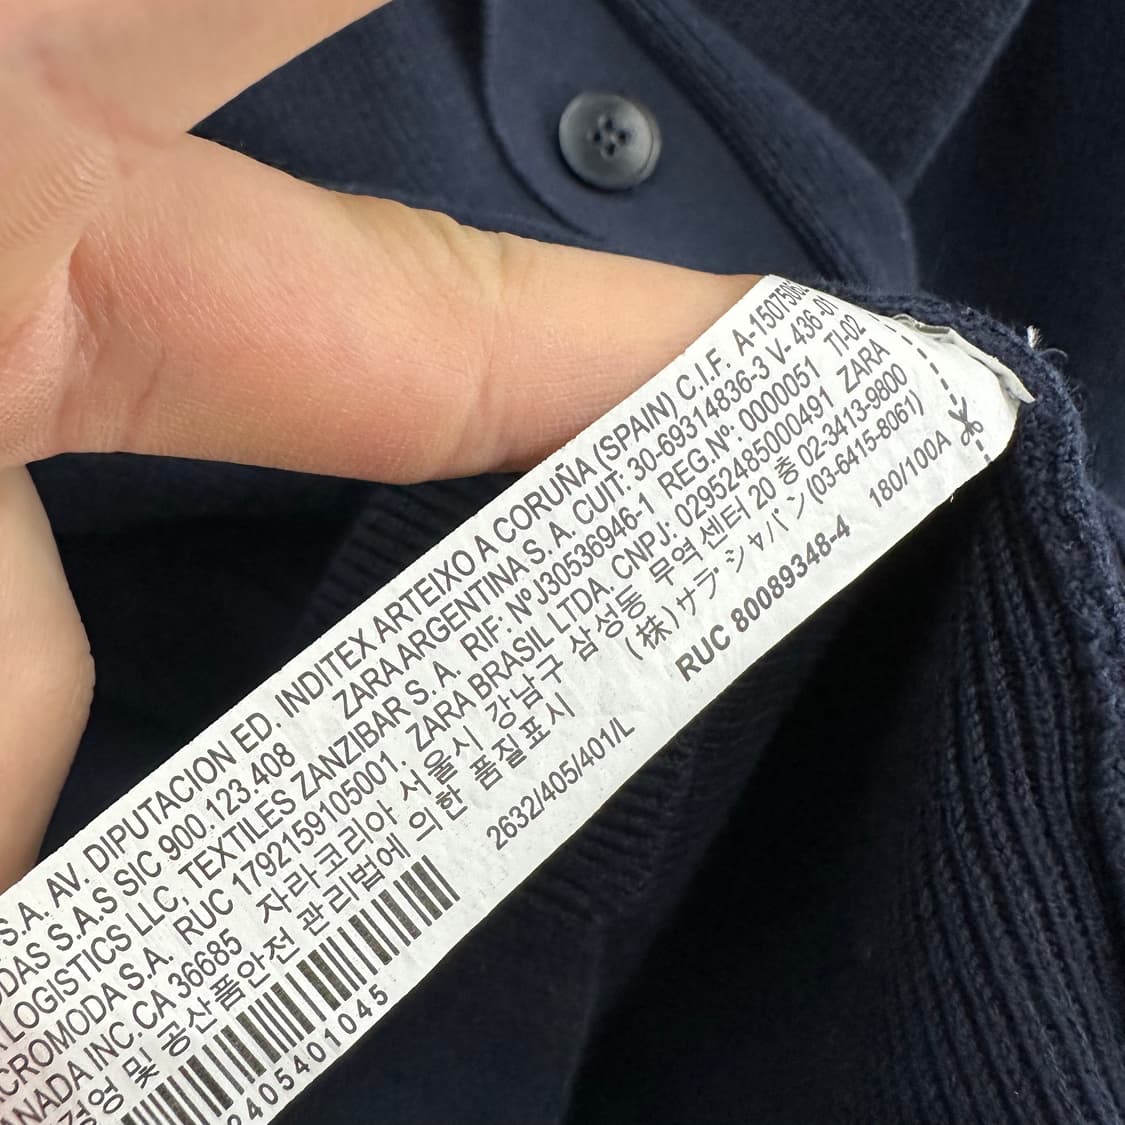 S.A. AV. DIPUTACION ED. INDITEX ARTEIXO A CORUÑA (SPAIN) C.I.F. A-1507506
S.A.S SIC 900.123.408 ZARA ARGENTINA S. A. CUIT: 30-69314836-3 V- 436 -01
LOGISTICS LLC, TEXTILES ZANZIBAR S. A. RIF: Nº J30536946-1 REG.Nº: 0000051 TI-02
S.A. RUC 1792159105001. ZARA BRASIL LTDA. CNPJ: 02952485000491 ZARA
INC. CA 36685 자라코리아 서울시 강남구 삼성동 무역센터 20 층 02-3413-9800
및 공산품안전 관리법에 의한 품질표시 (株)サラ・ジャパン(03-6415-8061)
2632/405/401/L RUC 80089348-4 180/100A
2405401045